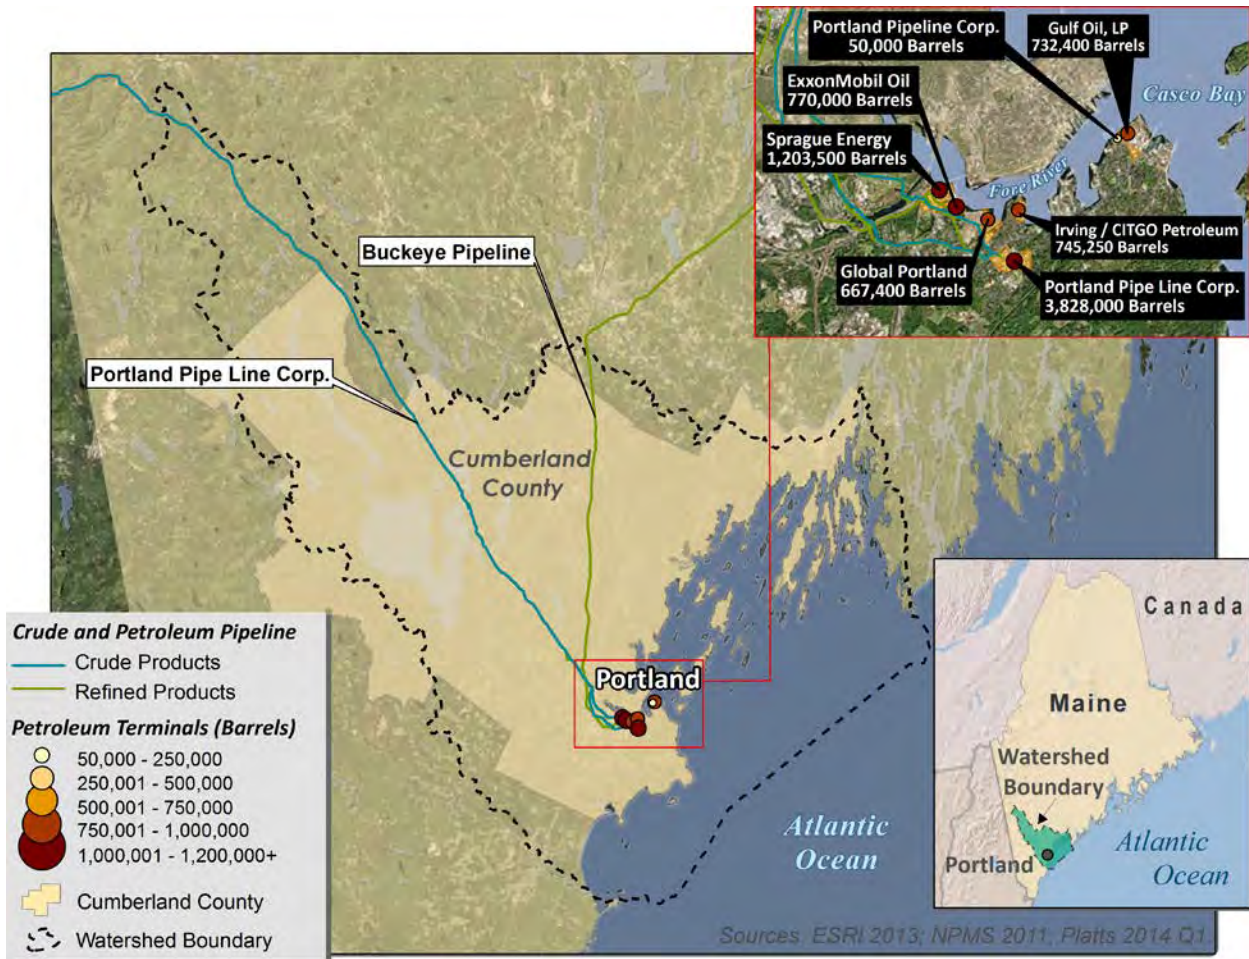 Portland Pipeline Corp.
50,000 Barrels
Gulf Oil, LP
732,400 Barrels
ExxonMobil Oil
770,000 Barrels
Casco Bay
Sprague Energy
1,203,500 Barrels
Fore River
Irving / CITGO Petroleum
745,250 Barrels
Global Portland
667,400 Barrels
Portland Pipe Line Corp.
3,828,000 Barrels
Buckeye Pipeline
Portland Pipe Line Corp.
Cumberland
County
Portland
Atlantic
Ocean
Crude and Petroleum Pipeline
Crude Products
Refined Products
Petroleum Terminals (Barrels)
50,000 - 250,000
250,001 - 500,000
500,001 - 750,000
750,001 - 1,000,000
1,000,001 - 1,200,000+
Cumberland County
Watershed Boundary
Canada
Maine
Watershed
Boundary
Portland
Atlantic
Ocean
Sources: ESRI 2013; NPMS 2011; Platts 2014 Q1.